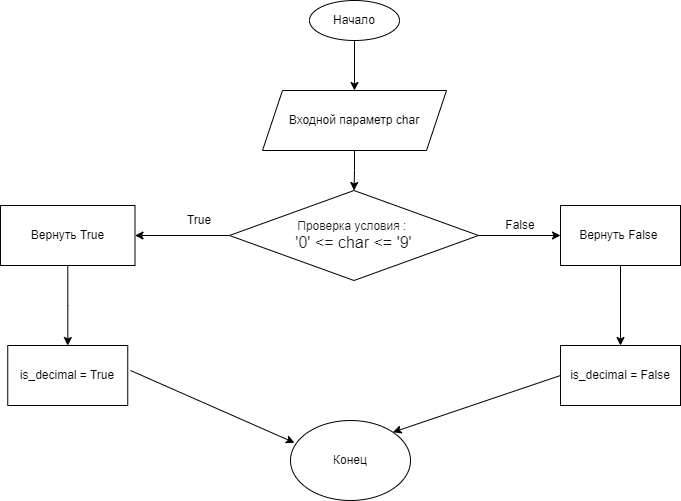 Начало
Входной параметр char
True
False
Проверка условия :
'0' <= char <= '9'
Вернуть True
Вернуть False
is_decimal = True
is_decimal = False
Конец